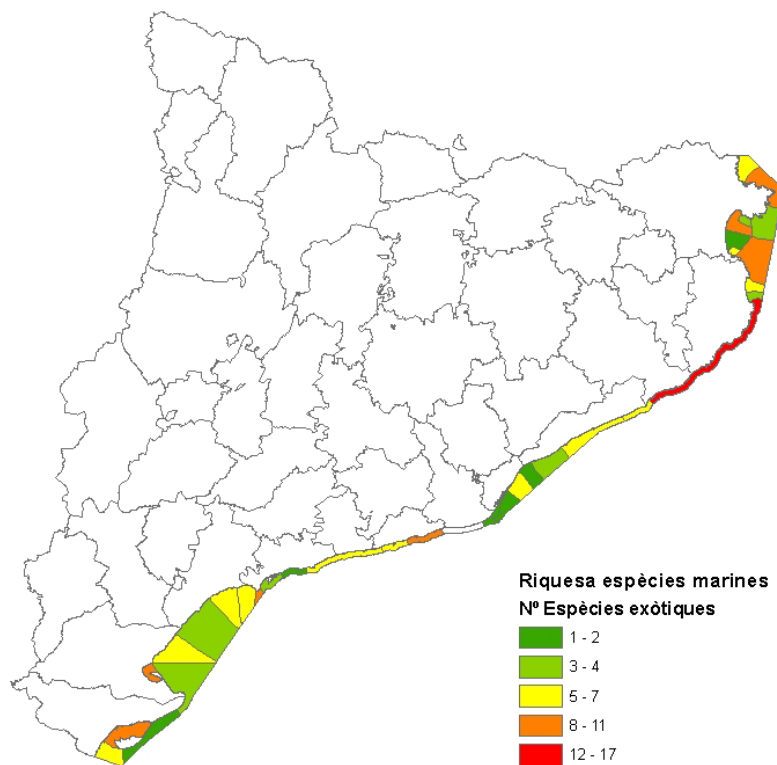 Riquesa espècies marines
Nº Espècies exòtiques
1 - 2
3 - 4
5 - 7
8 - 11
12 - 17